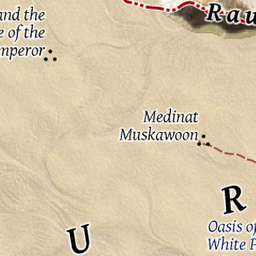 and the
e of the
mperor
Rau
Medinat
Muskawoon
R
Oasis of
White F
U